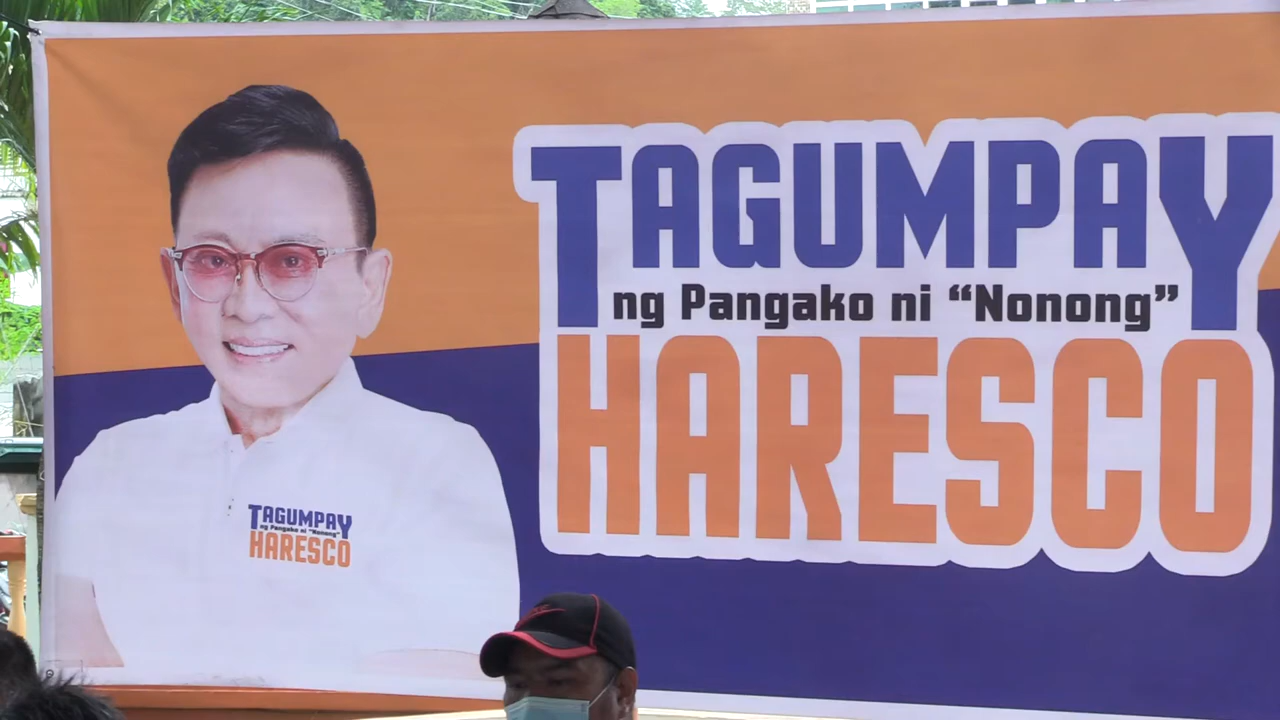 TAGUMPAY
ng Pangako ni “Nonong”
HARESCO
TAGUMPAY
ng Pangako ni "Nonong"
HARESCO